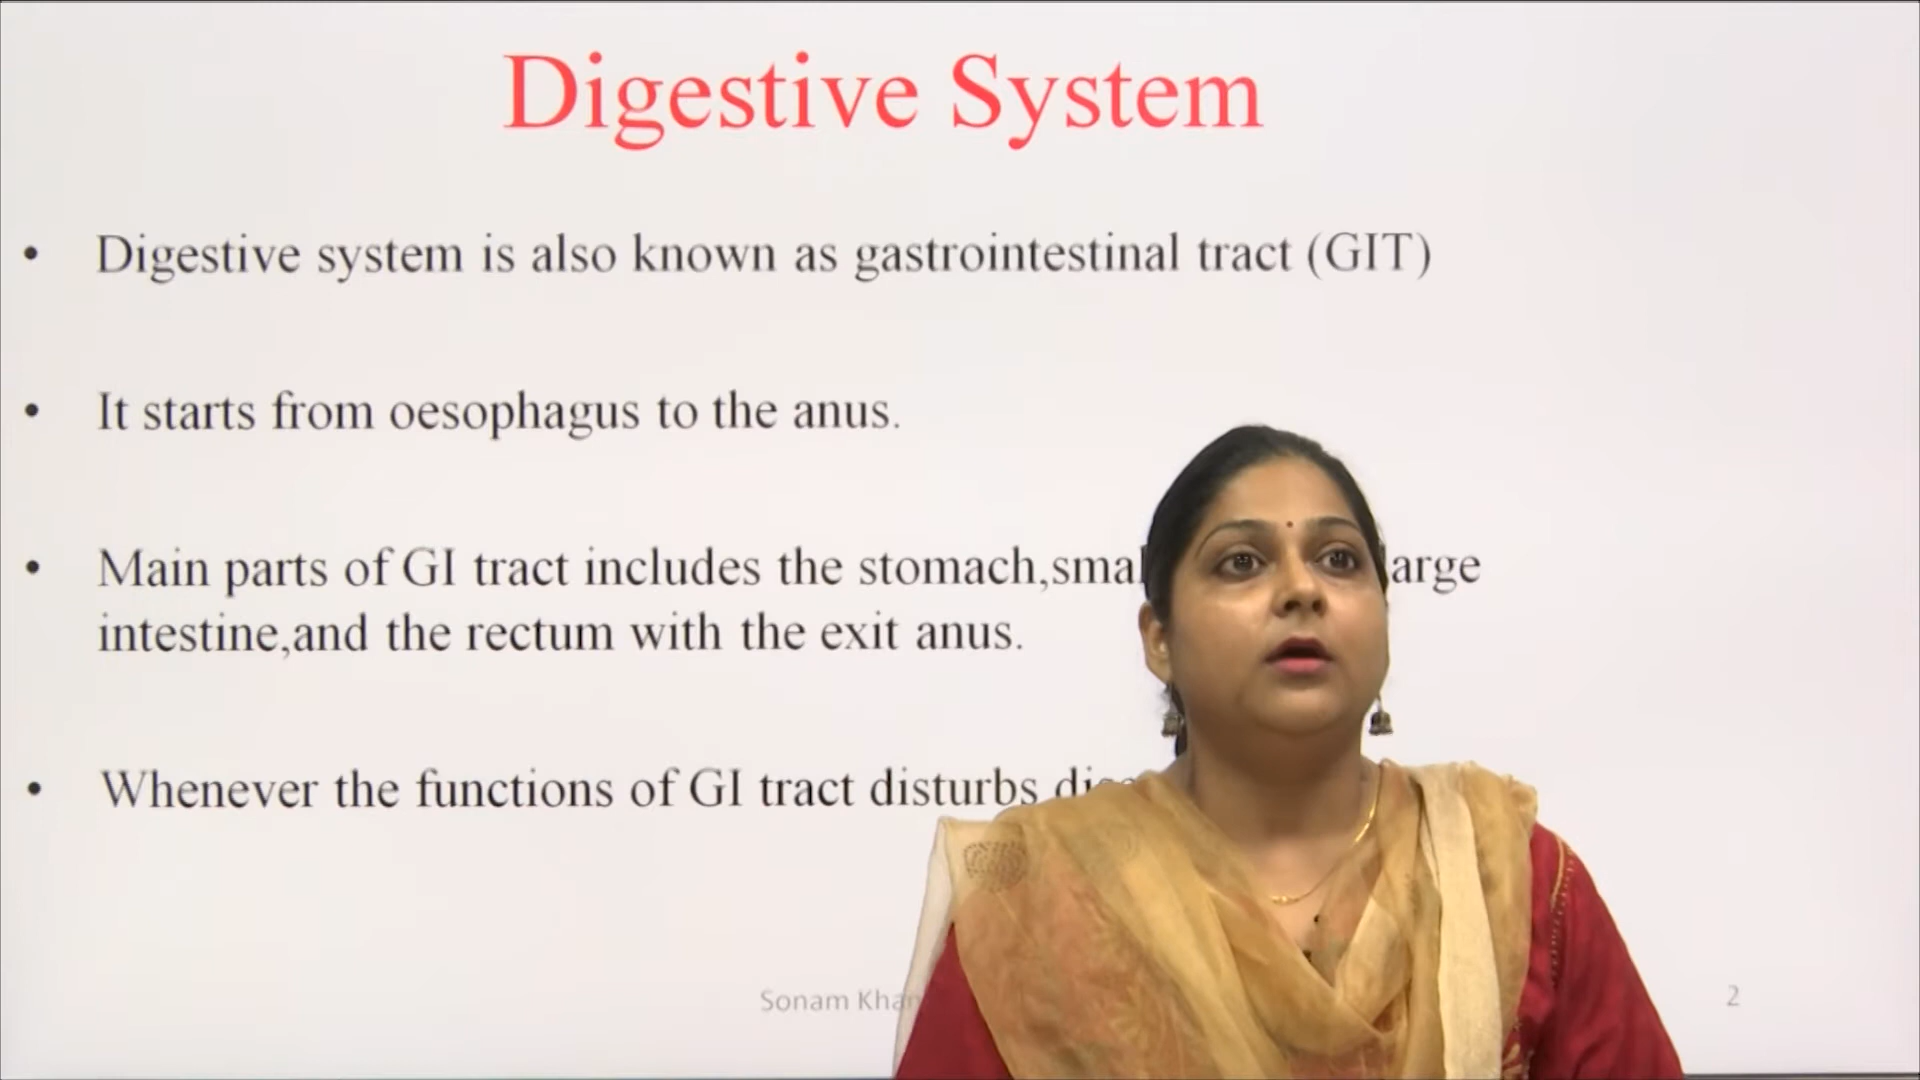 Digestive System
• Digestive system is also known as gastrointestinal tract (GIT)
• It starts from oesophagus to the anus.
• Main parts of GI tract includes the stomach,smal arge
intestine,and the rectum with the exit anus.
• Whenever the functions of GI tract disturbs
Sonam 2